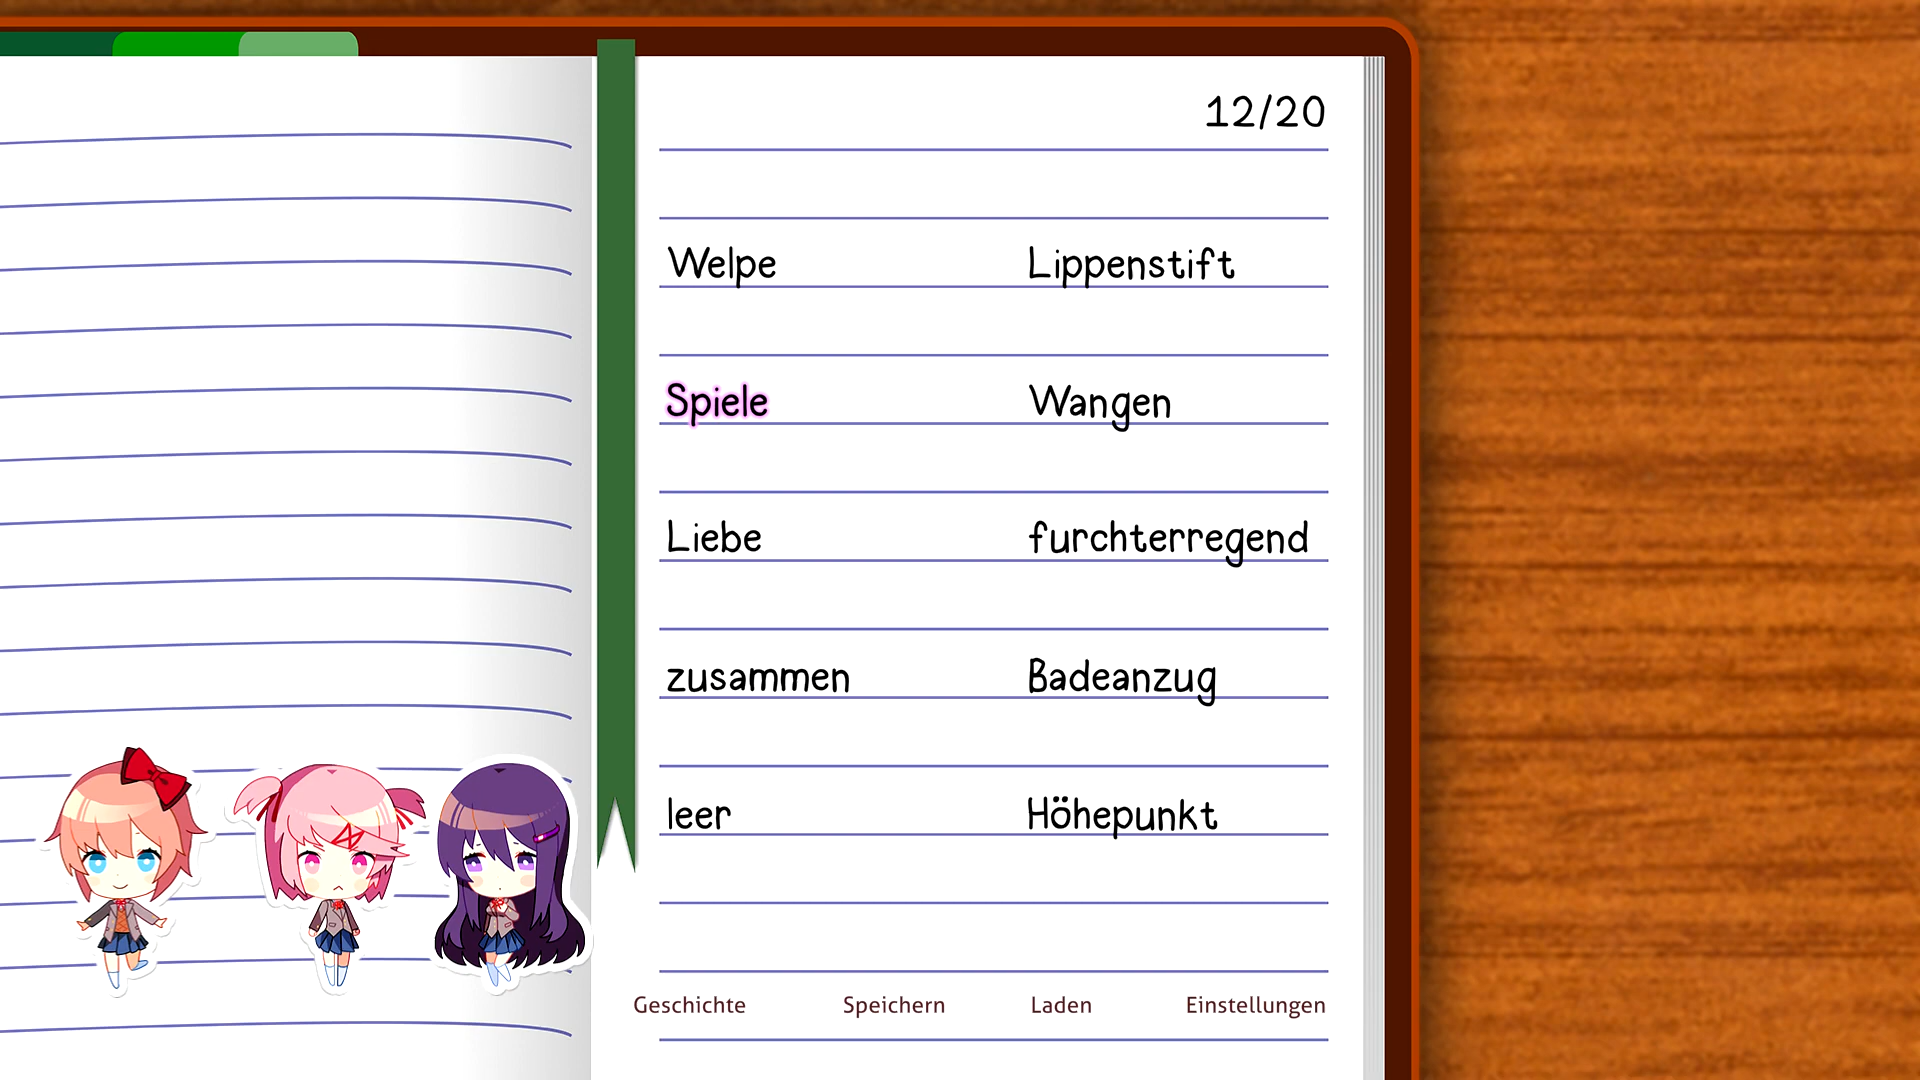 12/20
Welpe Lippenstift
Spiele Wangen
Liebe furchterregend
zusammen Badeanzug
leer Höhepunkt
Geschichte Speichern Laden Einstellungen